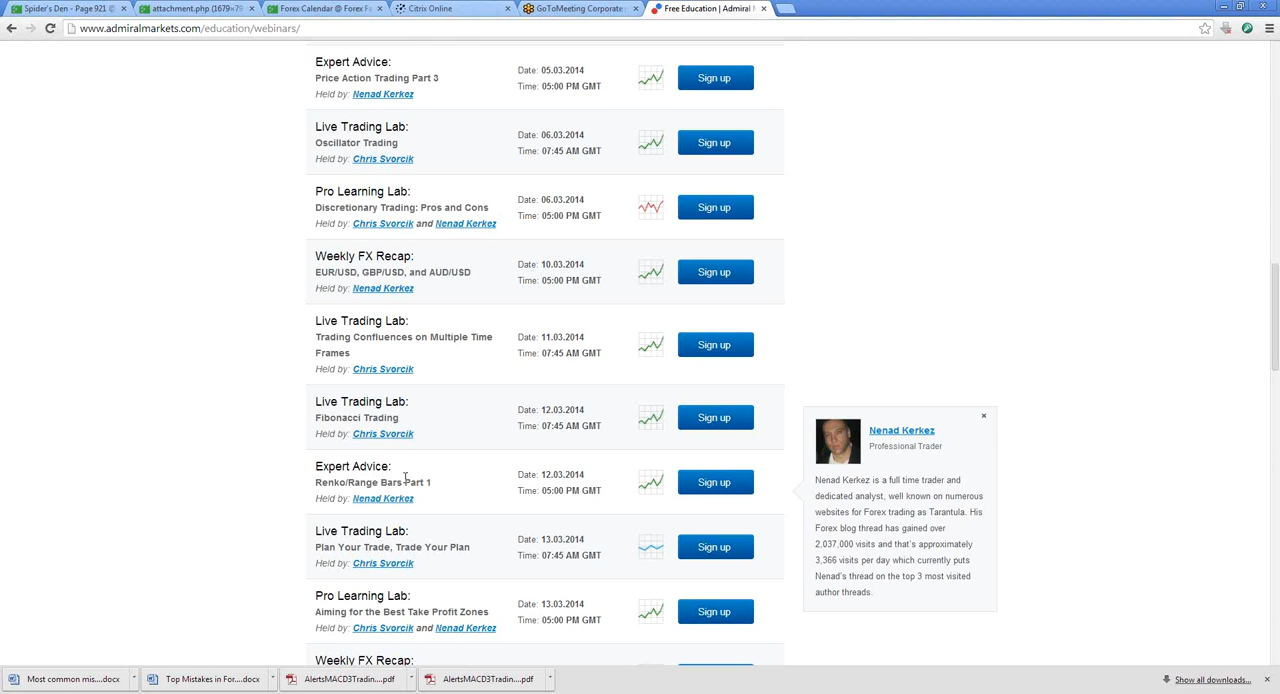 Spider's Den - Page 921
attachment.php (1679×79
Forex Calendar @ Forex Fa
Citrix Online
GoToMeeting Corporate
Free Education | Admiral M
www.admiralmarkets.com/education/webinars/
Expert Advice:
Price Action Trading Part 3
Held by: Nenad Kerkez
Date: 05.03.2014
Time: 05:00 PM GMT
Sign up
Live Trading Lab:
Oscillator Trading
Held by: Chris Svorcik
Date: 06.03.2014
Time: 07:45 AM GMT
Sign up
Pro Learning Lab:
Discretionary Trading: Pros and Cons
Held by: Chris Svorcik and Nenad Kerkez
Date: 06.03.2014
Time: 05:00 PM GMT
Sign up
Weekly FX Recap:
EUR/USD, GBP/USD, and AUD/USD
Held by: Nenad Kerkez
Date: 10.03.2014
Time: 05:00 PM GMT
Sign up
Live Trading Lab:
Trading Confluences on Multiple Time
Frames
Held by: Chris Svorcik
Date: 11.03.2014
Time: 07:45 AM GMT
Sign up
Live Trading Lab:
Fibonacci Trading
Held by: Chris Svorcik
Date: 12.03.2014
Time: 07:45 AM GMT
Sign up
Expert Advice:
Renko/Range Bars Part 1
Held by: Nenad Kerkez
Date: 12.03.2014
Time: 05:00 PM GMT
Sign up
Live Trading Lab:
Plan Your Trade, Trade Your Plan
Held by: Chris Svorcik
Date: 13.03.2014
Time: 07:45 AM GMT
Sign up
Pro Learning Lab:
Aiming for the Best Take Profit Zones
Held by: Chris Svorcik and Nenad Kerkez
Date: 13.03.2014
Time: 05:00 PM GMT
Sign up
Weekly FX Recap:
Nenad Kerkez
Professional Trader
Nenad Kerkez is a full time trader and
dedicated analyst, well known on numerous
websites for Forex trading as Tarantula. His
Forex blog thread has gained over
2,037,000 visits and that's approximately
3,366 visits per day which currently puts
Nenad's thread on the top 3 most visited
author threads.
Most common mis....docx
Top Mistakes in For....docx
AlertsMACD3Tradin....pdf
AlertsMACD3Tradin....pdf
Show all downloads...